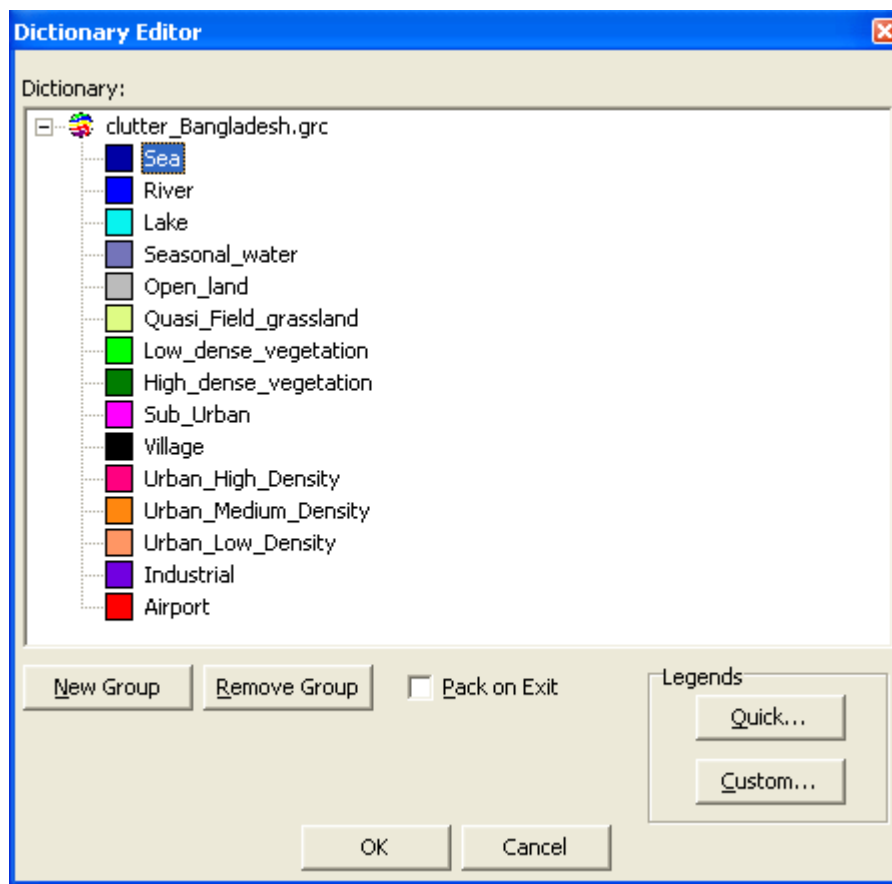 Dictionary Editor
Dictionary:
clutter_Bangladesh.grc
Sea
River
Lake
Seasonal_water
Open_land
Quasi_Field_grassland
Low_dense_vegetation
High_dense_vegetation
Sub_Urban
Village
Urban_High_Density
Urban_Medium_Density
Urban_Low_Density
Industrial
Airport
New Group Remove Group Pack on Exit Legends
Quick...
Custom...
OK Cancel